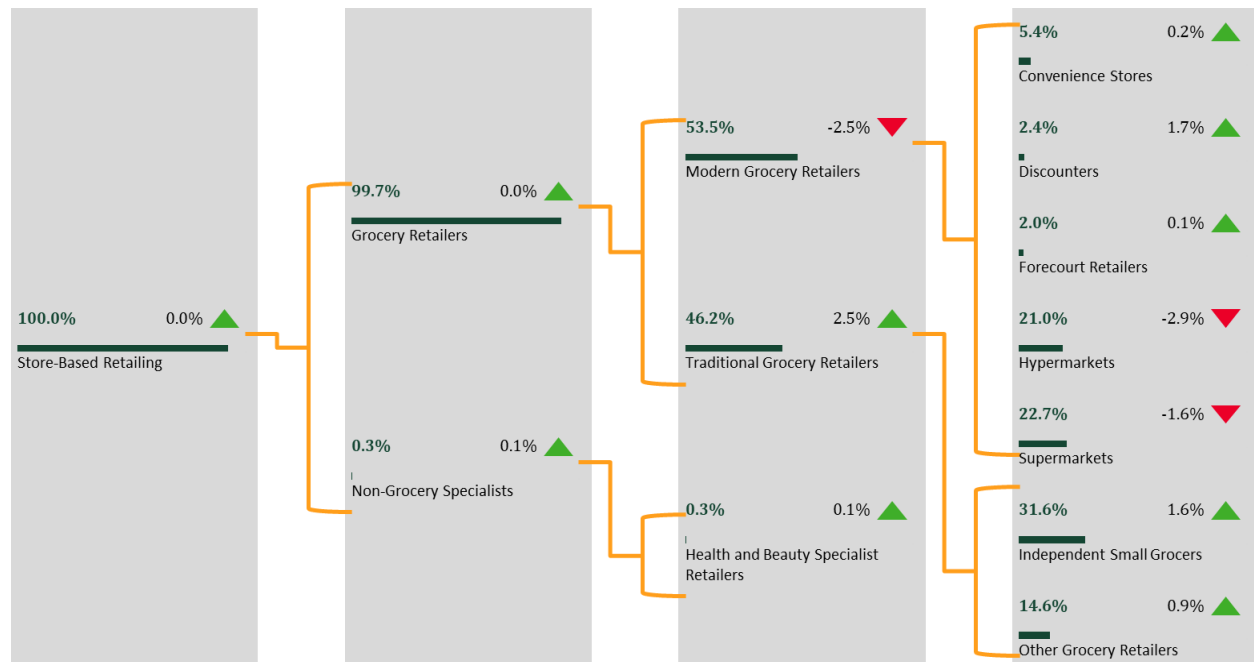 100.0% 0.0%
Store-Based Retailing
99.7% 0.0%
Grocery Retailers
0.3% 0.1%
Non-Grocery Specialists
53.5% -2.5%
Modern Grocery Retailers
46.2% 2.5%
Traditional Grocery Retailers
0.3% 0.1%
Health and Beauty Specialist
Retailers
5.4% 0.2%
Convenience Stores
2.4% 1.7%
Discounters
2.0% 0.1%
Forecourt Retailers
21.0% -2.9%
Hypermarkets
22.7% -1.6%
Supermarkets
31.6% 1.6%
Independent Small Grocers
14.6% 0.9%
Other Grocery Retailers